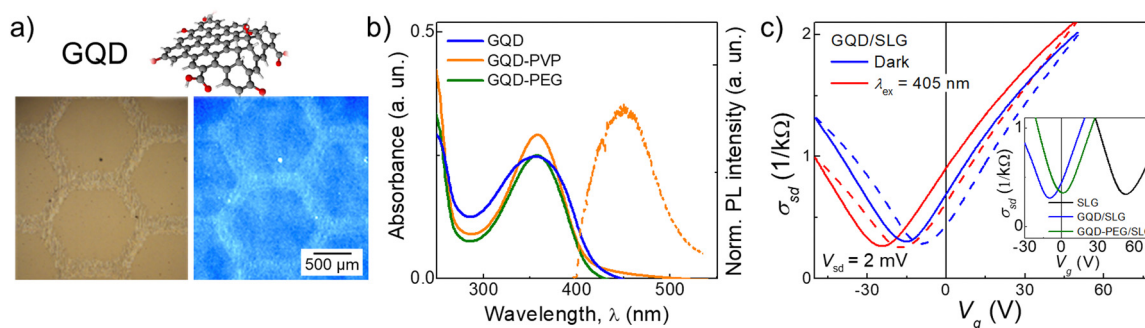 a)
GQD
500 µm
b)
0.5
GQD
GQD-PVP
GQD-PEG
Absorbance (a. un.)
Norm. PL intensity (a. un.)
0.0
300
400
500
Wavelength, λ (nm)
c)
GQD/SLG
Dark
λex = 405 nm
2
1
0
σsd (1/kΩ)
Vsd = 2 mV
-30
0
30
60
Vg (V)
1
0
σsd (1/kΩ)
SLG
GQD/SLG
GQD-PEG/SLG
-30
0
30
60
Vg (V)